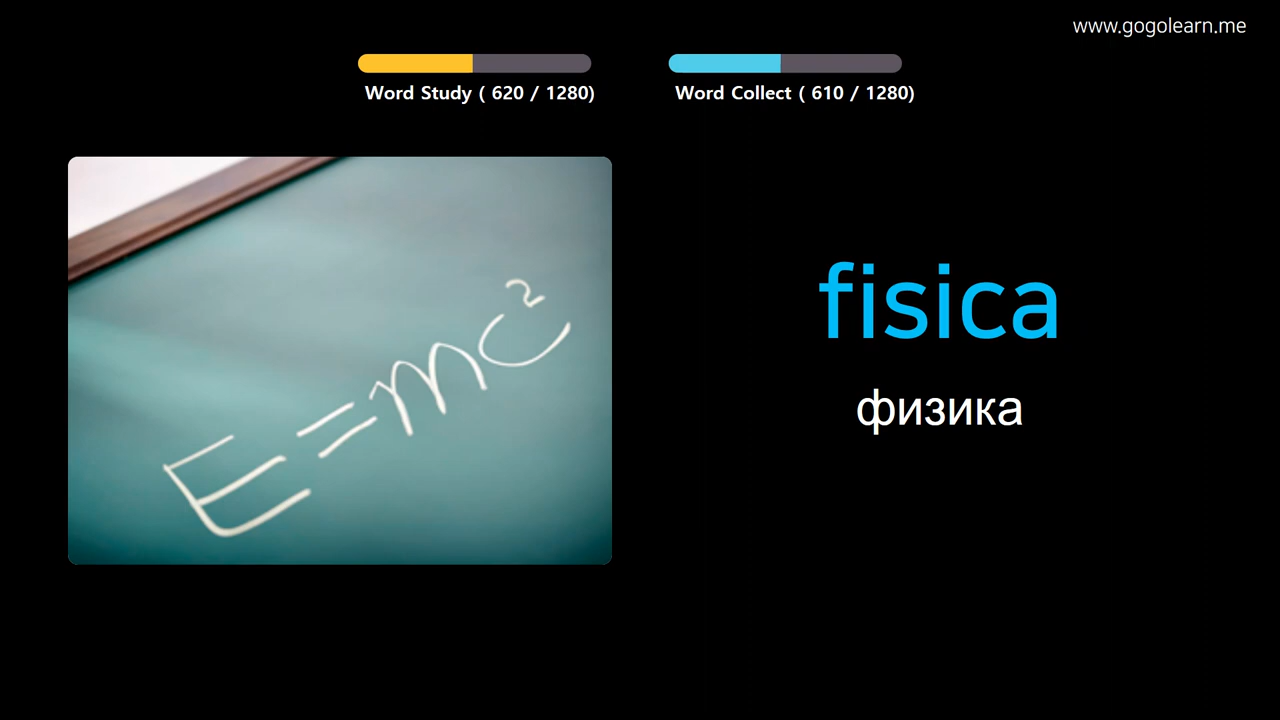 www.gogolearn.me
Word Study ( 620 / 1280)
Word Collect ( 610 / 1280)
E=mc²
fisica
физика